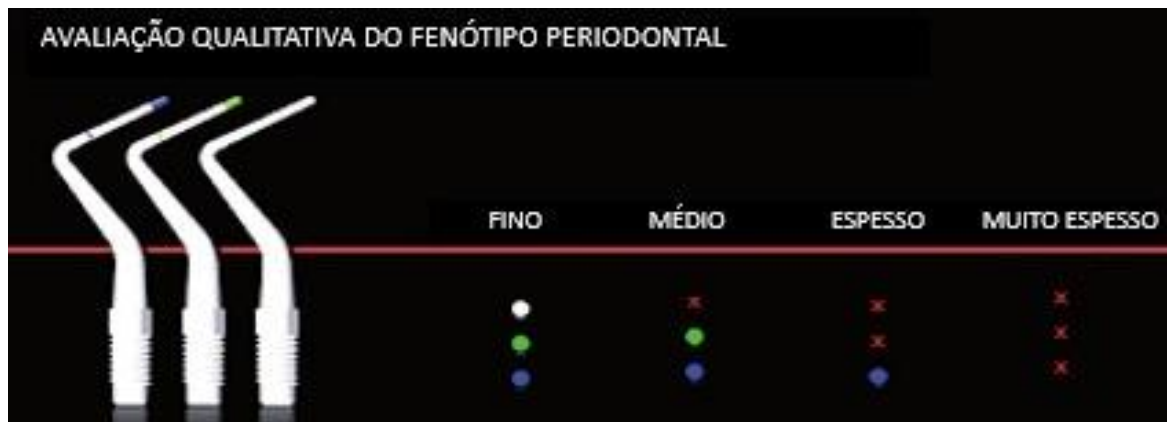 AVALIAÇÃO QUALITATIVA DO FENÓTIPO PERIODONTAL
FINO MÉDIO ESPESSO MUITO ESPESSO